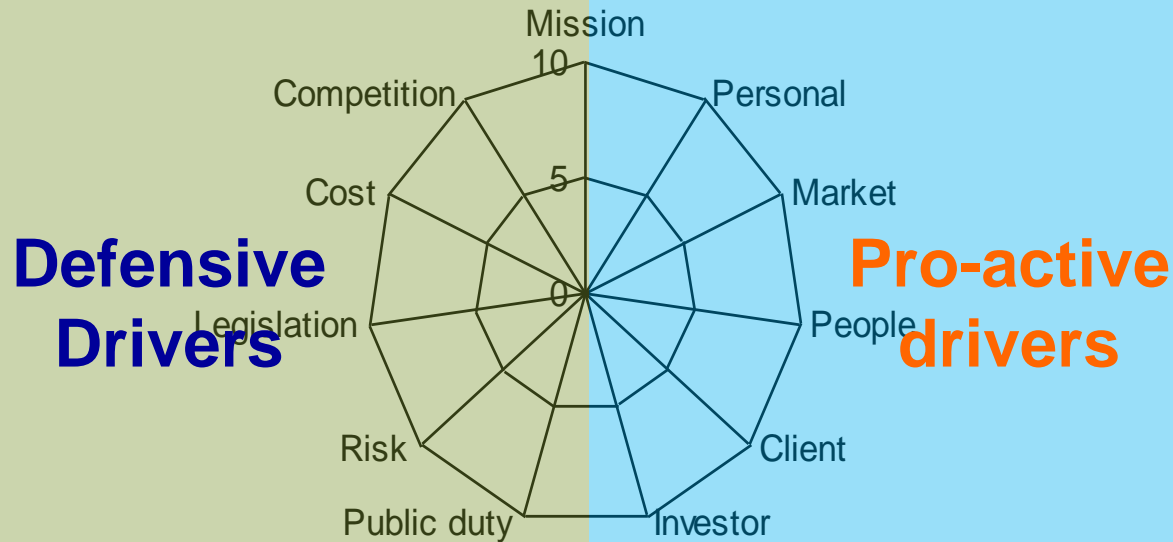 Mission
10
Competition
Personal
5
Cost
Market
Defensive
Drivers
Pro-active
drivers
0
Legislation
People
Risk
Client
Public duty
Investor